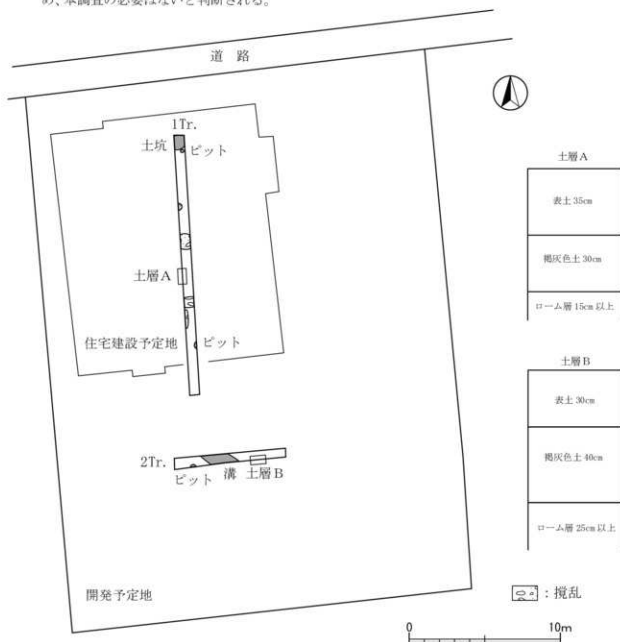 め、本調査の必要はないと判断される。
道 路
1Tr.
土坑
ピット
土層A
住宅建設予定地
ピット
2Tr.
ピット
溝
土層B
開発予定地
土層A
表土 35cm
褐灰色土 30cm
ローム層 15cm 以上
土層B
表土 30cm
褐灰色土 40cm
ローム層 25cm 以上
：撹乱
0
10m